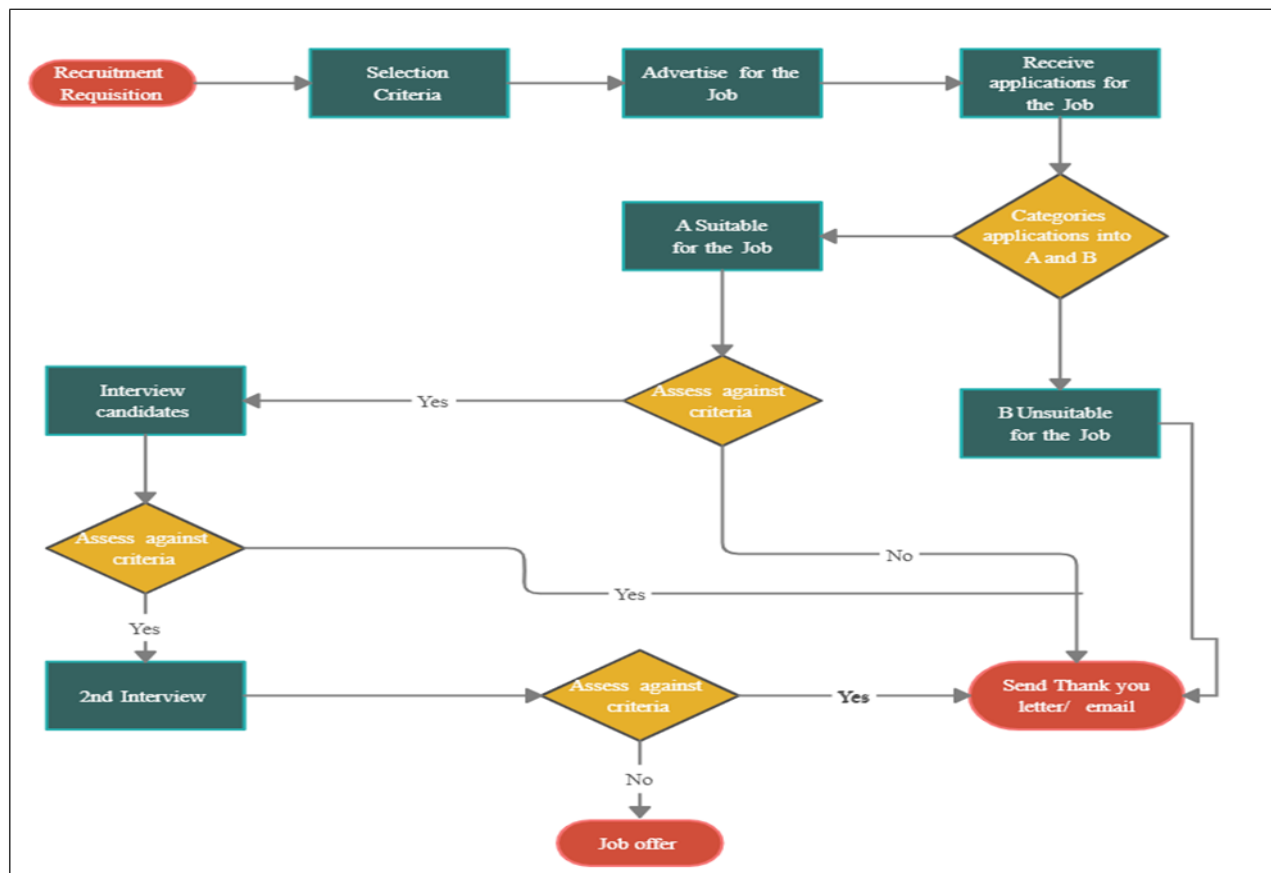 Recruitment
Requisition
Selection
Criteria
Advertise for the
Job
Receive
applications for
the Job
Categories
applications into
A and B
A Suitable
for the Job
Assess against
criteria
Yes
Interview
candidates
B Unsuitable
for the Job
Assess against
criteria
No
Yes
Yes
2nd Interview
Assess against
criteria
Yes
Send Thank you
letter/ email
No
Job offer